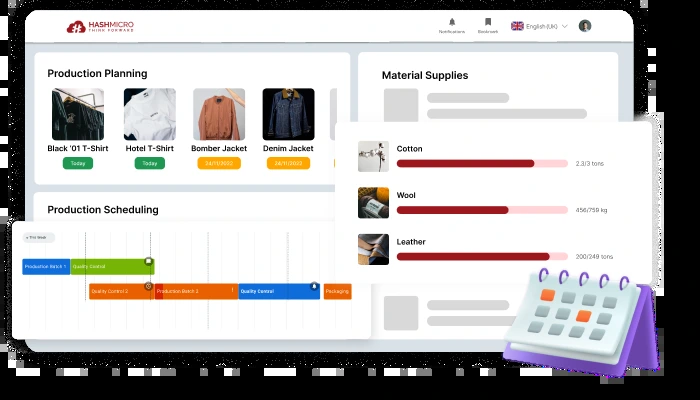 HASHMICRO
THINK FORWARD
Notifications
Bookmark
English (UK)
Production Planning
Black '01 T-Shirt
Today
Hotel T-Shirt
Today
Bomber Jacket
24/11/2022
Denim Jacket
24/11/2022
Material Supplies
Cotton
2,2/3 tons
Wool
456/759 kg
Leather
200/249 tons
Production Scheduling
This Week
Production Batch 1
Quality Control
Quality Control 2
Production Batch 2
Quality Control
Packaging